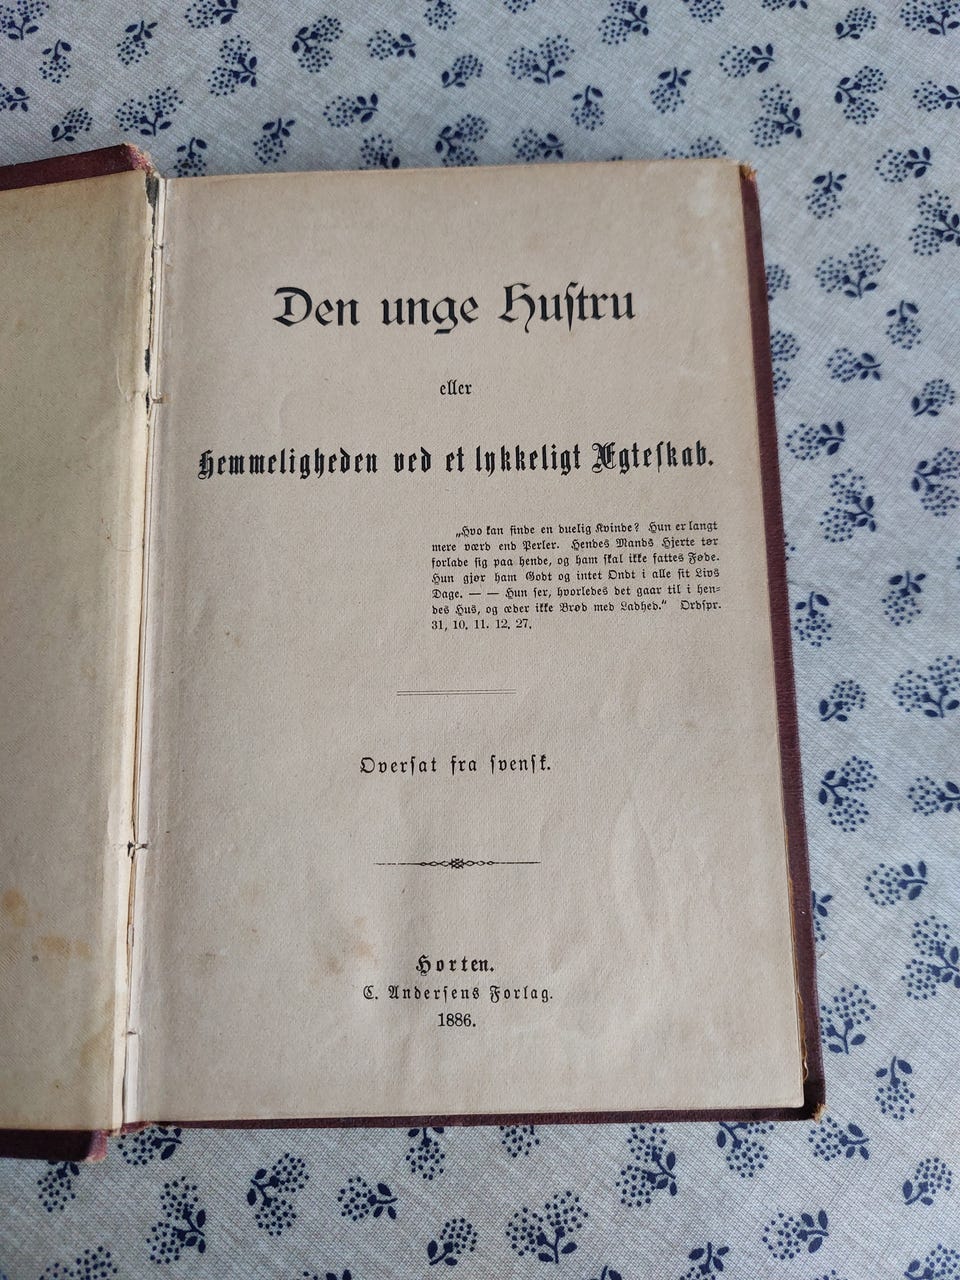 Den unge Hustru
eller
Hemmeligheden ved et lykkeligt Ægteskab.
„Hvo kan finde en duelig Kvinde? Hun er langt
mere værd end Perler. Hendes Mands Hjerte tør
forlade sig paa hende, og ham skal ikke fattes Føde.
Hun gjør ham Godt og intet Ondt i alle sit Livs
Dage. — — Hun ser, hvorledes det gaar til i hen-
des Hus, og æder ikke Brød med Ladhed.“ Ordspr.
31, 10. 11. 12. 27.
Oversat fra svensk.
Horten.
C. Andersens Forlag.
1886.